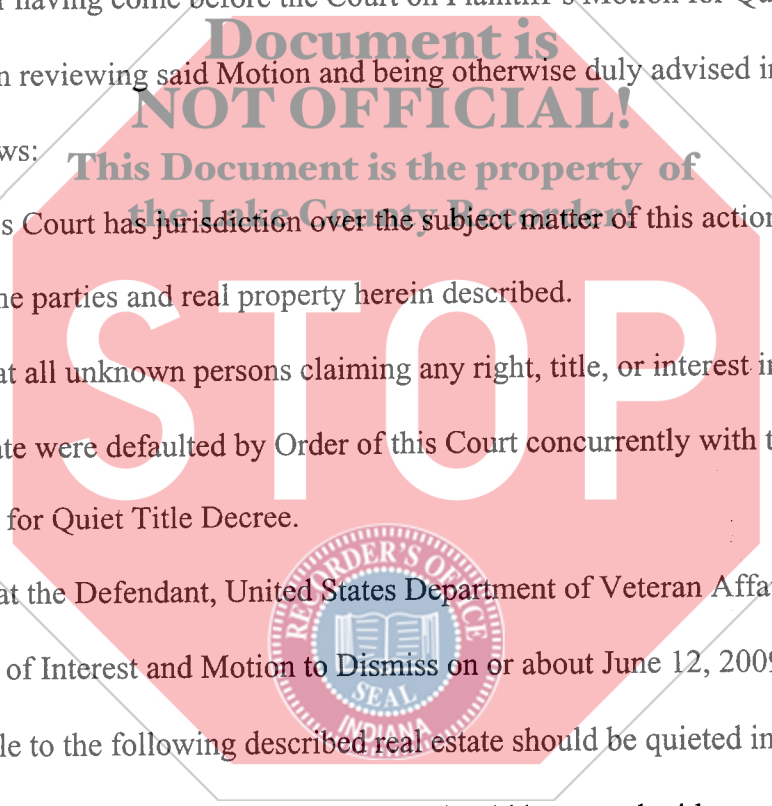 having come before the Court on Plaintiff's Motion for
Document is
n reviewing said Motion and being otherwise duly advised in
NOT OFFICIAL!
ws:
This Document is the property of
the Lake County Recorder!
s Court has jurisdiction over the subject matter of this action
ne parties and real property herein described.
STOP
at all unknown persons claiming any right, title, or interest in
ate were defaulted by Order of this Court concurrently with t
for Quiet Title Decree.
RECORDER'S OFFICE
at the Defendant, United States Department of Veteran Affa
of Interest and Motion to Dismiss on or about June 12, 2009
SEAL
INDIANA
le to the following described real estate should be quieted in